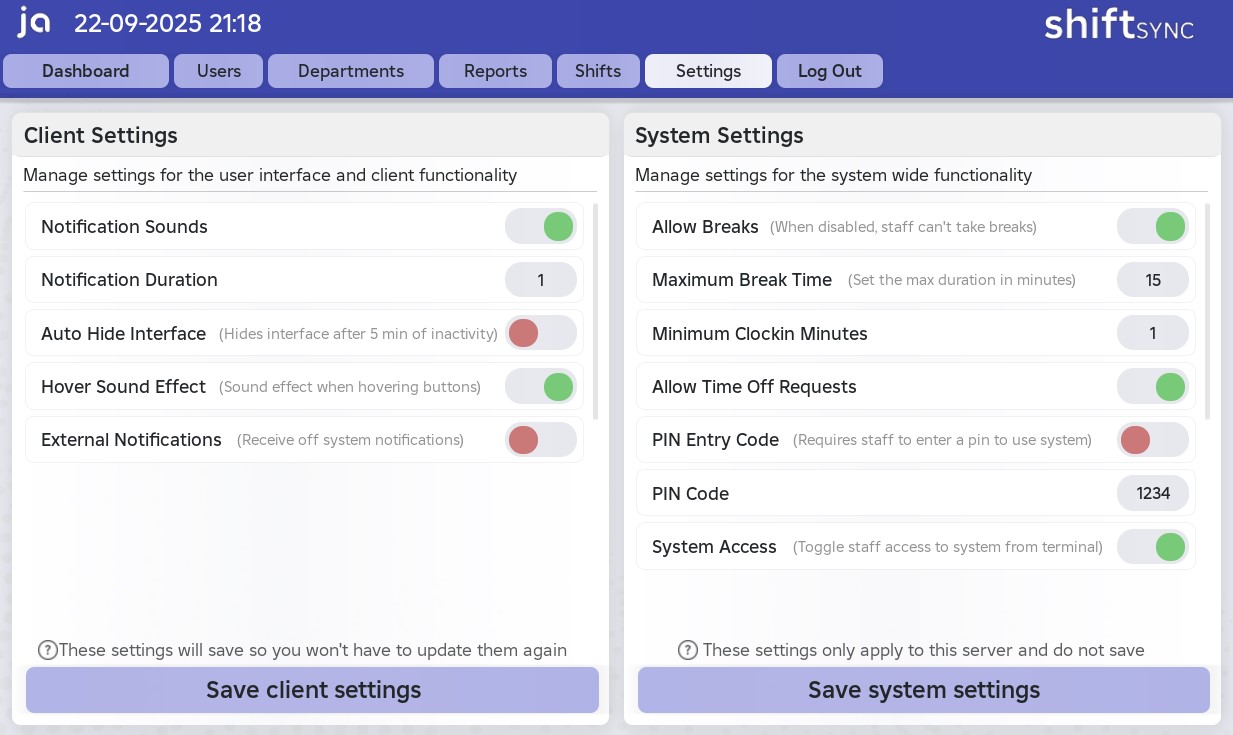 ja 22-09-2025 21:18 shiftSYNC
Dashboard Users Departments Reports Shifts Settings Log Out
Client Settings
Manage settings for the user interface and client functionality
Notification Sounds
Notification Duration 1
Auto Hide Interface (Hides interface after 5 min of inactivity)
Hover Sound Effect (Sound effect when hovering buttons)
External Notifications (Receive off system notifications)
?These settings will save so you won't have to update them again
Save client settings
System Settings
Manage settings for the system wide functionality
Allow Breaks (When disabled, staff can't take breaks)
Maximum Break Time (Set the max duration in minutes) 15
Minimum Clockin Minutes 1
Allow Time Off Requests
PIN Entry Code (Requires staff to enter a pin to use system)
PIN Code 1234
System Access (Toggle staff access to system from terminal)
? These settings only apply to this server and do not save
Save system settings